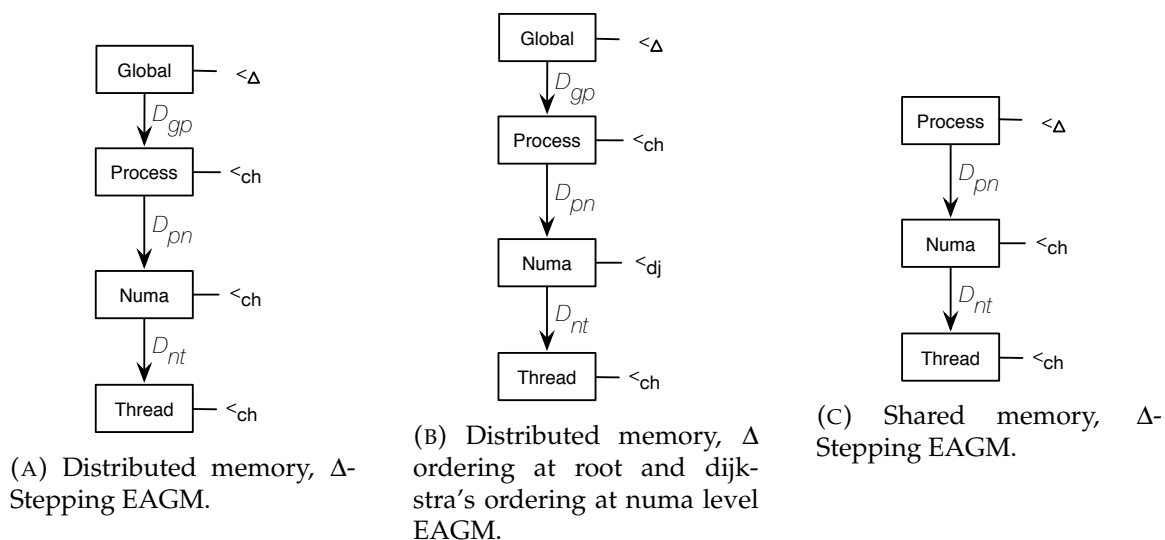 Global <Δ
D_gp
Process <ch
D_pn
Numa <ch
D_nt
Thread <ch
(A) Distributed memory, Δ-
Stepping EAGM.
Global <Δ
D_gp
Process <ch
D_pn
Numa <dj
D_nt
Thread <ch
(B) Distributed memory, Δ
ordering at root and dijk-
stra's ordering at numa level
EAGM.
Process <Δ
D_pn
Numa <ch
D_nt
Thread <ch
(C) Shared memory, Δ-
Stepping EAGM.